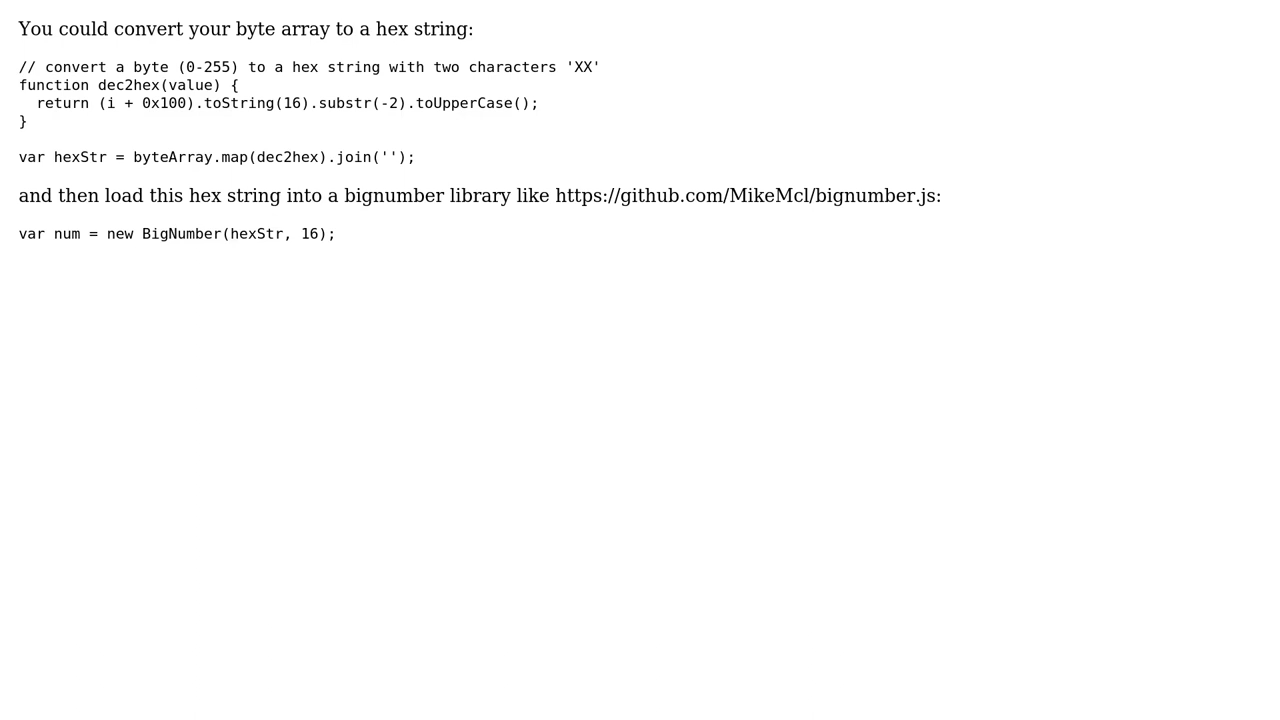 You could convert your byte array to a hex string:
// convert a byte (0-255) to a hex string with two characters 'XX'
function dec2hex(value) {
  return (i + 0x100).toString(16).substr(-2).toUpperCase();
}
var hexStr = byteArray.map(dec2hex).join('');
and then load this hex string into a bignumber library like https://github.com/MikeMcl/bignumber.js:
var num = new BigNumber(hexStr, 16);